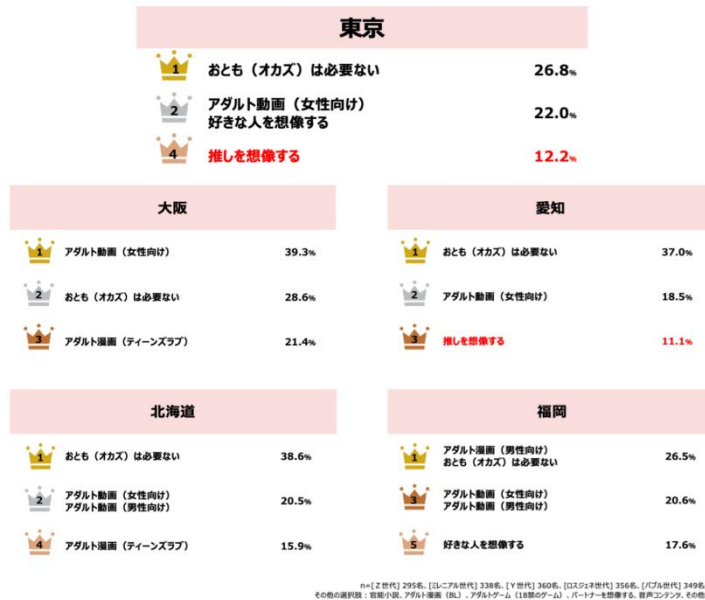 東京
1 おとも（オカズ）は必要ない 26.8%
2 アダルト動画（女性向け） 22.0%
好きな人を想像する
4 推しを想像する 12.2%
大阪
1 アダルト動画（女性向け） 39.3%
2 おとも（オカズ）は必要ない 28.6%
3 アダルト漫画（ティーンズラブ） 21.4%
愛知
1 おとも（オカズ）は必要ない 37.0%
2 アダルト動画（女性向け） 18.5%
3 推しを想像する 11.1%
北海道
1 おとも（オカズ）は必要ない 38.6%
2 アダルト動画（女性向け） 20.5%
アダルト動画（男性向け）
4 アダルト漫画（ティーンズラブ） 15.9%
福岡
1 アダルト漫画（男性向け） 26.5%
おとも（オカズ）は必要ない
3 アダルト動画（女性向け） 20.6%
アダルト動画（男性向け）
5 好きな人を想像する 17.6%
n=[Z世代] 295名、[ミレニアル世代] 338名、[Y世代] 360名、[ロスジェネ世代] 356名、[バブル世代] 349名
その他の選択肢：官能小説、アダルト漫画（BL）、アダルトゲーム（18禁のゲーム）、パートナーを想像する、音声コンテンツ、その他